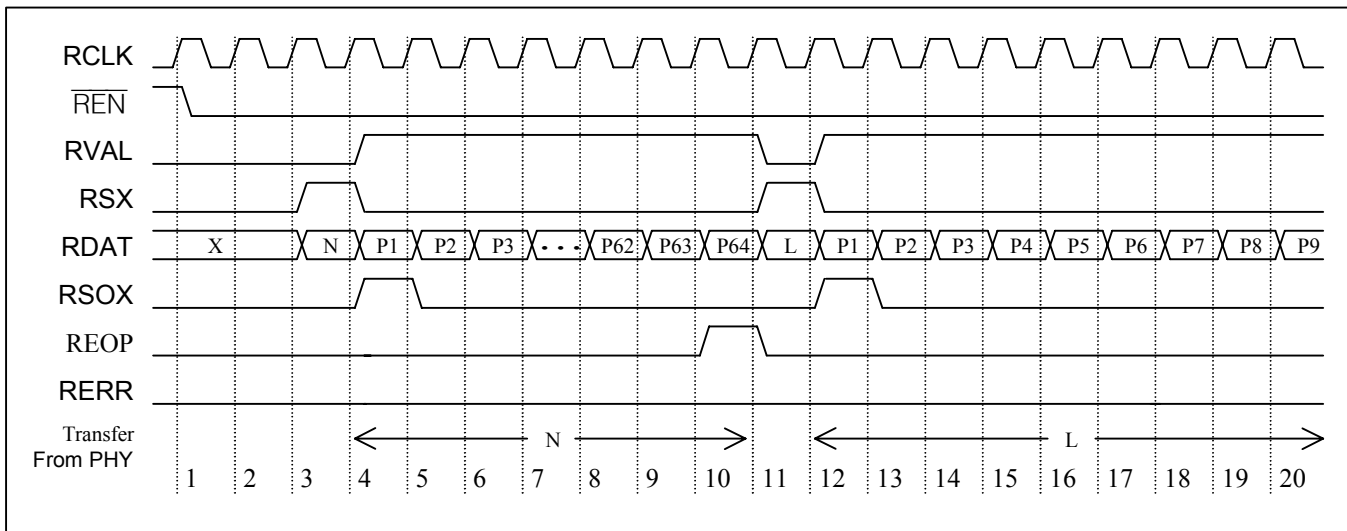 RCLK
REN
RVAL
RSX
RDAT X N P1 P2 P3 ... P62 P63 P64 L P1 P2 P3 P4 P5 P6 P7 P8 P9
RSOX
REOP
RERR
Transfer N L
From PHY
1 2 3 4 5 6 7 8 9 10 11 12 13 14 15 16 17 18 19 20